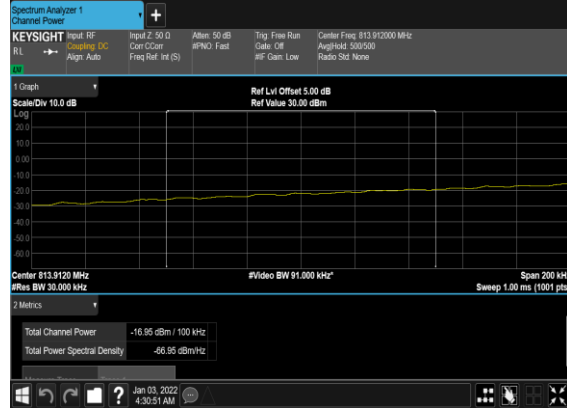 Spectrum Analyzer 1
Channel Power
+
KEYSIGHT
RL
Input: RF
Coupling: DC
Align: Auto
Input Z: 50 Ω
Corr CCorr
Freq Ref: Int (S)
Atten: 50 dB
#PNO: Fast
Trig: Free Run
Gate: Off
#IF Gain: Low
Center Freq: 813.912000 MHz
Avg|Hold: 500/500
Radio Std: None
1 Graph
Scale/Div 10.0 dB
Ref Lvl Offset 5.00 dB
Ref Value 30.00 dBm
Log
20.0
10.0
0.00
-10.0
-20.0
-30.0
-40.0
-50.0
-60.0
Center 813.9120 MHz
#Res BW 30.000 kHz
#Video BW 91.000 kHz*
Span 200 kH
Sweep 1.00 ms (1001 pts
2 Metrics
Total Channel Power -16.95 dBm / 100 kHz
Total Power Spectral Density -66.95 dBm/Hz
?
Jan 03, 2022
4:30:51 AM